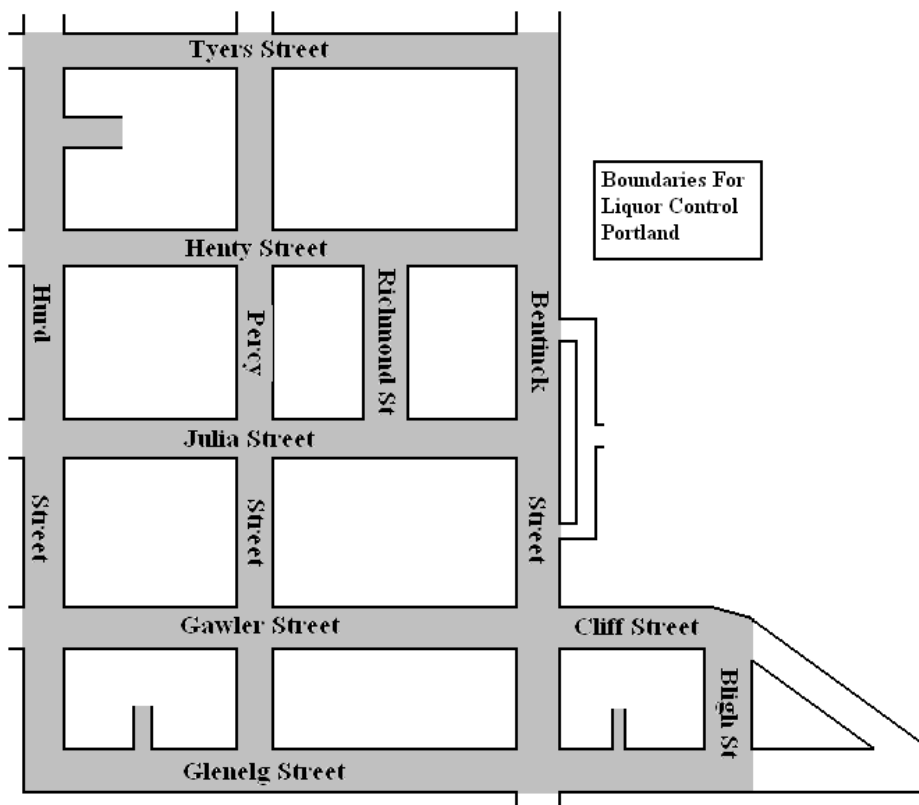 Tyers Street
Boundaries For
Liquor Control
Portland
Henty Street
Hurd
Percy
Richmond St
Bentinck
Julia Street
Street
Street
Street
Gawler Street
Cliff Street
Bligh St
Glenelg Street